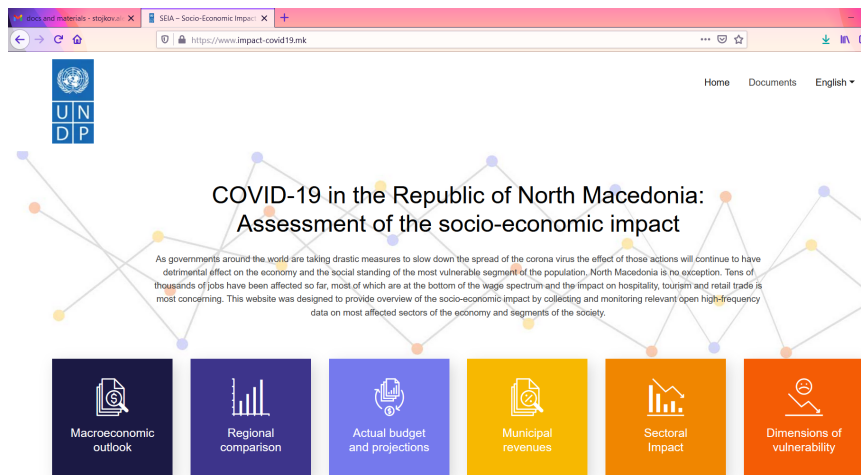 docs and materials - stojkov.al
SEIA – Socio-Economic Impact
https://www.impact-covid19.mk
UN
DP
Home Documents English
COVID-19 in the Republic of North Macedonia:
Assessment of the socio-economic impact
As governments around the world are taking drastic measures to slow down the spread of the corona virus the effect of those actions will continue to have
detrimental effect on the economy and the social standing of the most vulnerable segment of the population. North Macedonia is no exception. Tens of
thousands of jobs have been affected so far, most of which are at the bottom of the wage spectrum and the impact on hospitality, tourism and retail trade is
most concerning. This website was designed to provide overview of the socio-economic impact by collecting and monitoring relevant open high-frequency
data on most affected sectors of the economy and segments of the society.
Macroeconomic
outlook
Regional
comparison
Actual budget
and projections
Municipal
revenues
Sectoral
Impact
Dimensions of
vulnerability